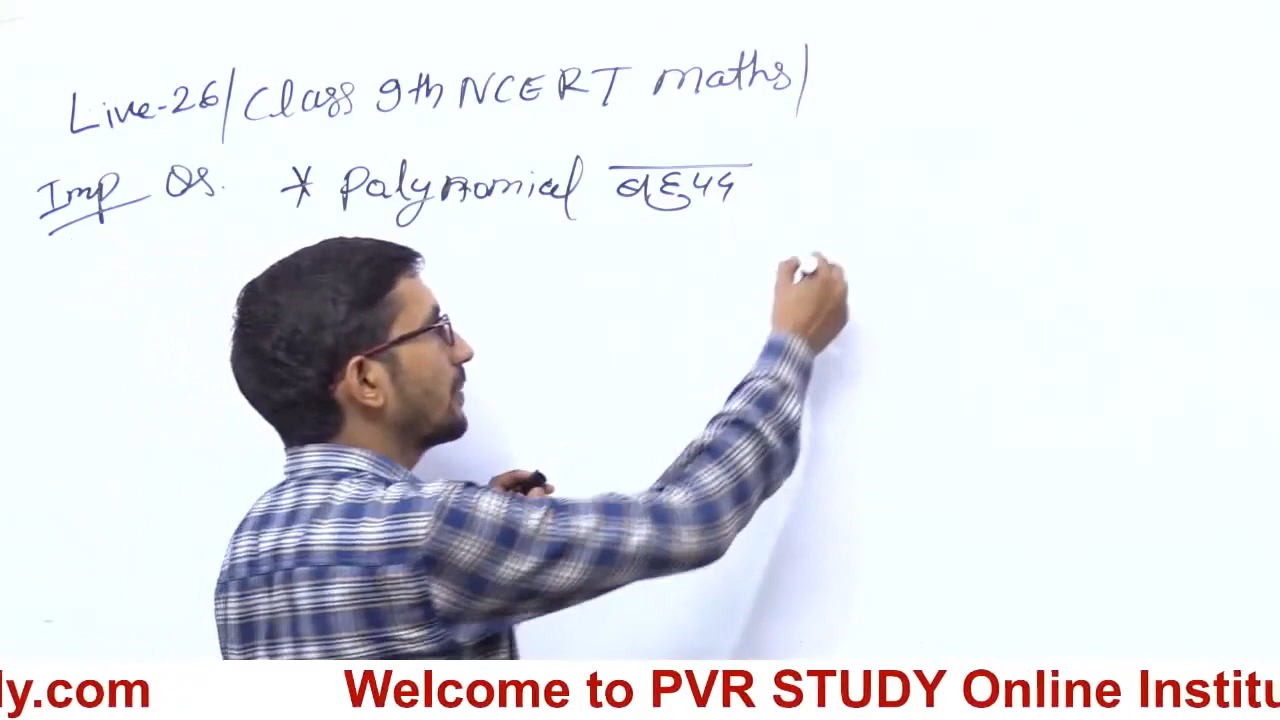 Live-26/Class 9th NCERT Maths/
Imp Qs. * Polynomial बहुपद
ly.com Welcome to PVR STUDY Online Institu